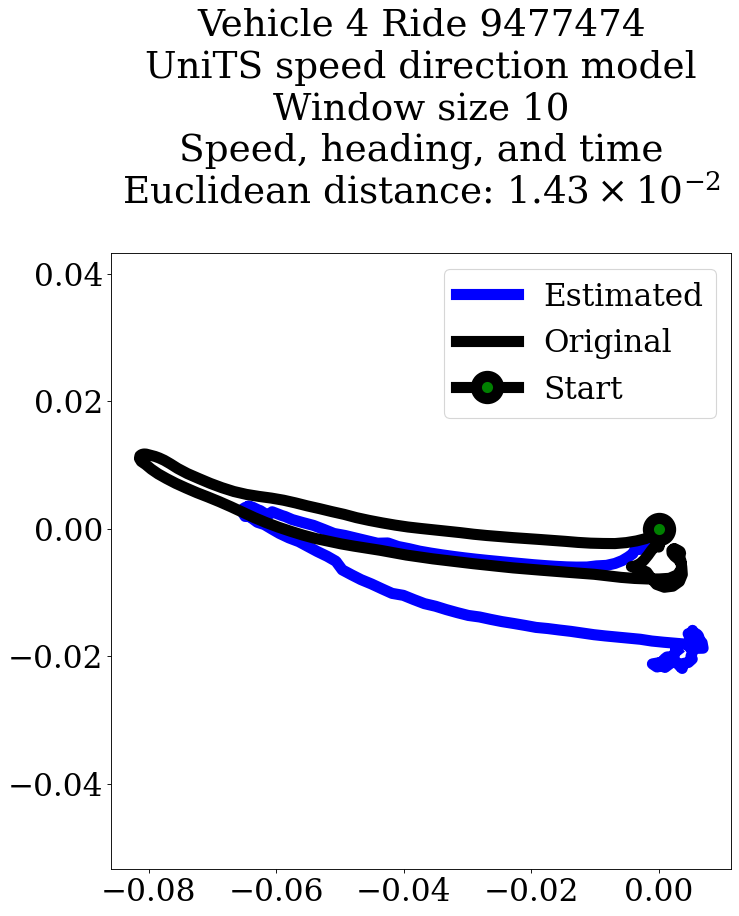 Vehicle 4 Ride 9477474
UniTS speed direction model
Window size 10
Speed, heading, and time
Euclidean distance: 1.43 × 10⁻²
Estimated
Original
Start
0.04
0.02
0.00
−0.02
−0.04
−0.08 −0.06 −0.04 −0.02 0.00